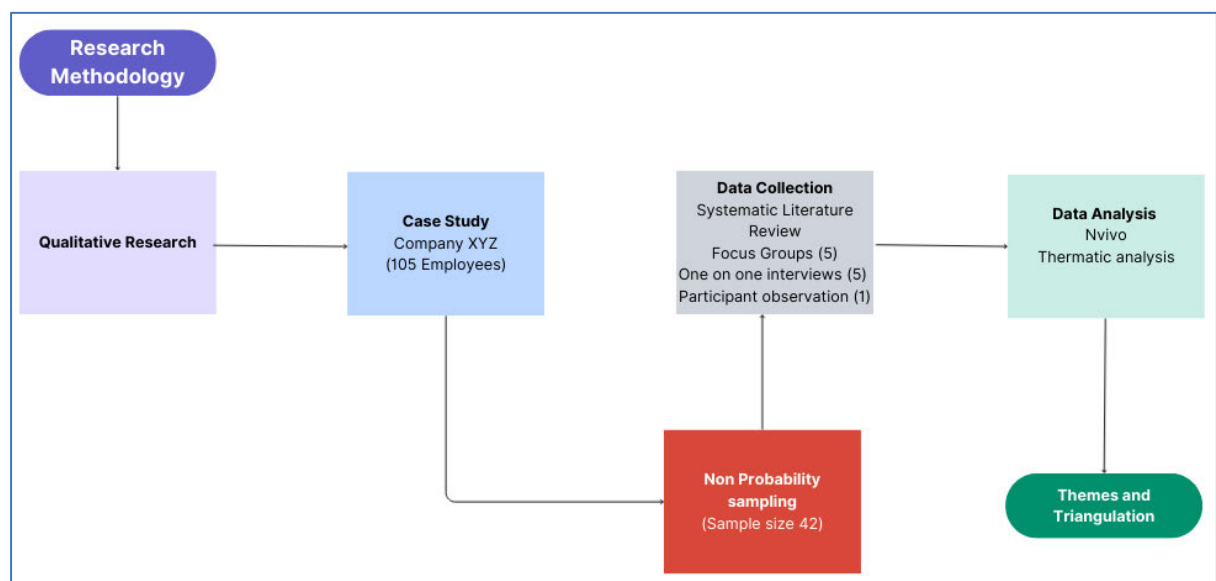 Research
Methodology
Qualitative Research
Case Study
Company XYZ
(105 Employees)
Non Probability
sampling
(Sample size 42)
Data Collection
Systematic Literature
Review
Focus Groups (5)
One on one interviews (5)
Participant observation (1)
Data Analysis
Nvivo
Thermatic analysis
Themes and
Triangulation